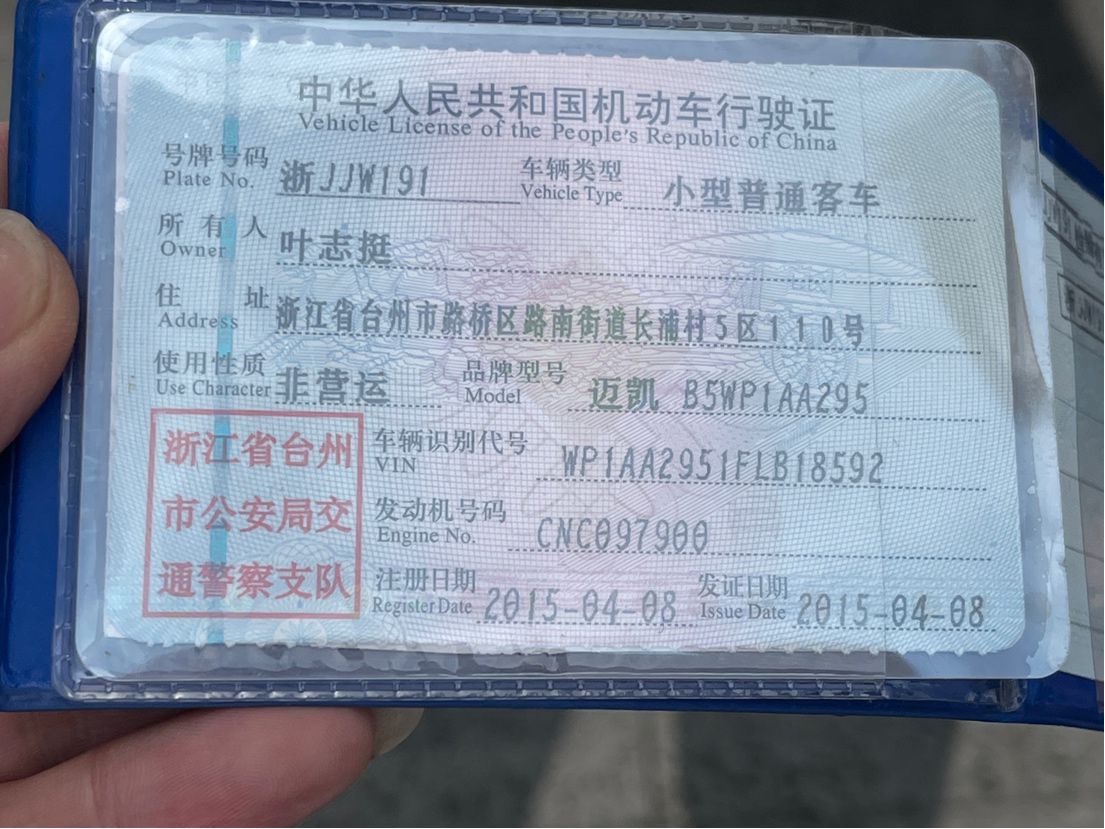 中华人民共和国机动车行驶证
Vehicle License of the People's Republic of China
号牌号码 浙JJW191 车辆类型 小型普通客车
Plate No. Vehicle Type
所有人 叶志挺
Owner
住址 浙江省台州市路桥区路南街道长浦村5区110号
Address
使用性质 非营运 品牌型号 迈凯 B5WP1AA295
Use Character Model
浙江省台州
市公安局交
通警察支队
车辆识别代号 WP1AA2951FLB18592
VIN
发动机号码 CNC097900
Engine No.
注册日期 2015-04-08 发证日期 2015-04-08
Register Date Issue Date